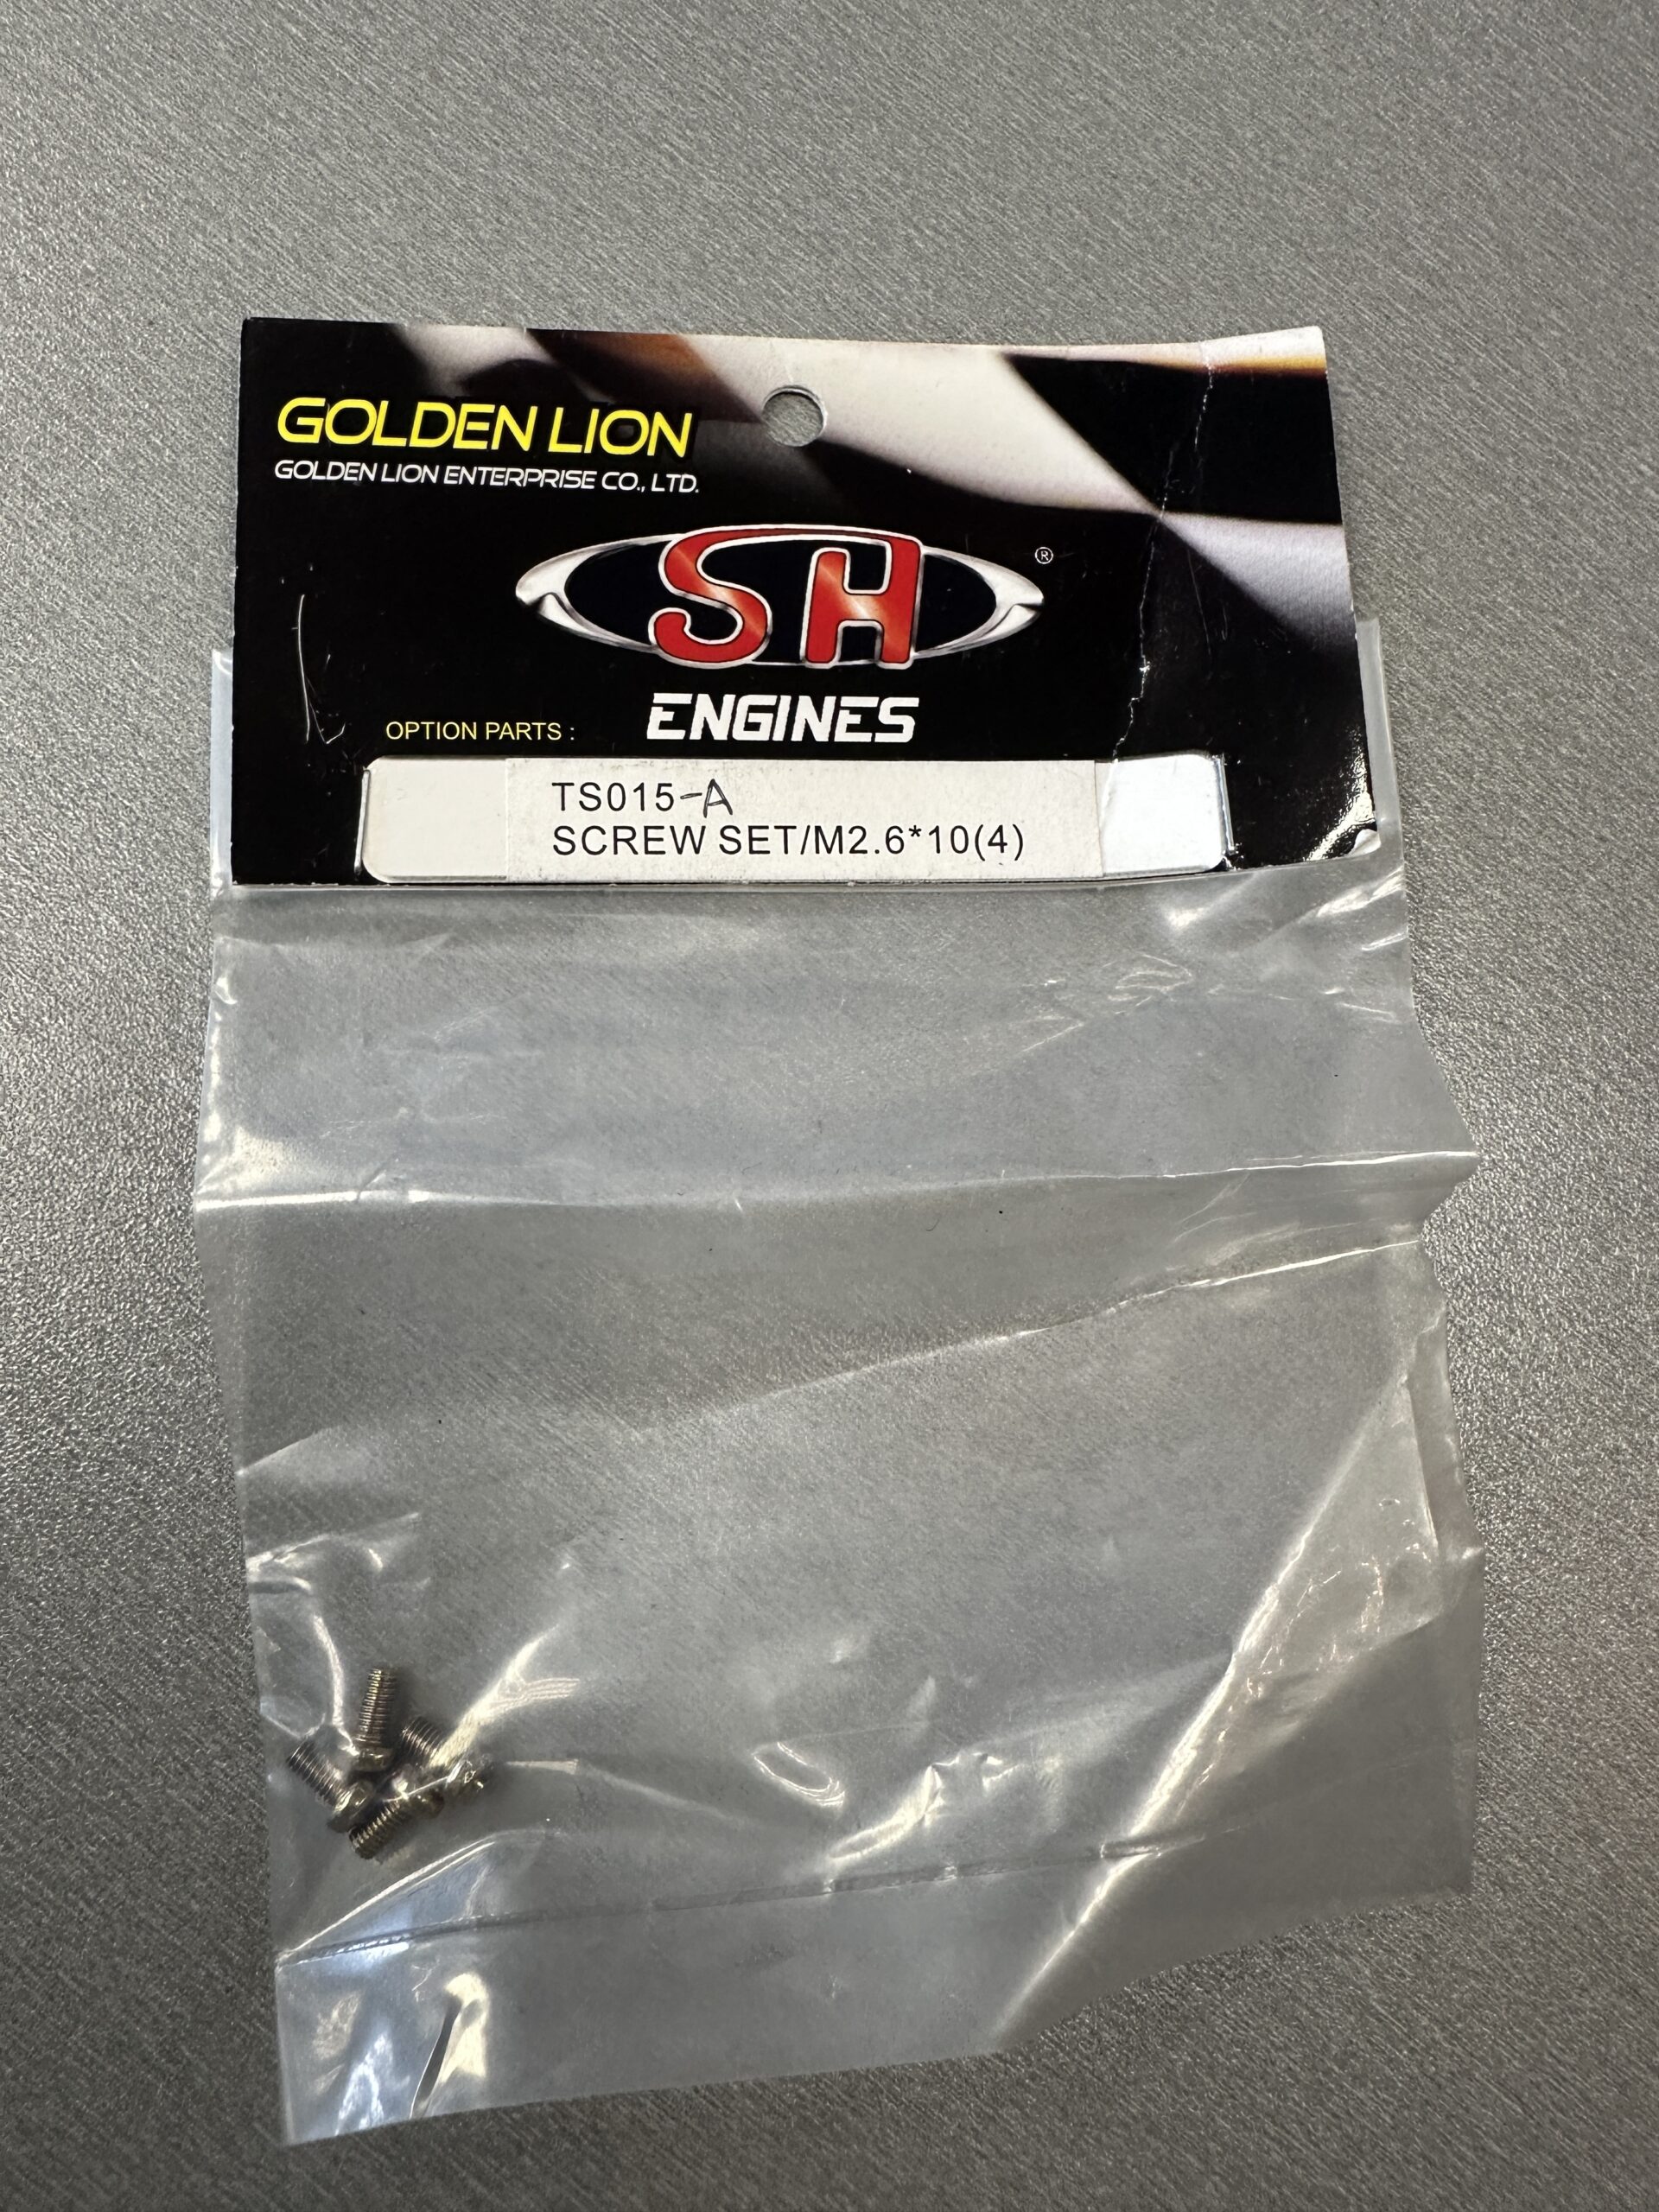 GOLDEN LION
GOLDEN LION ENTERPRISE CO., LTD.
SH ®
ENGINES
OPTION PARTS :
TS015-A
SCREW SET/M2.6*10(4)